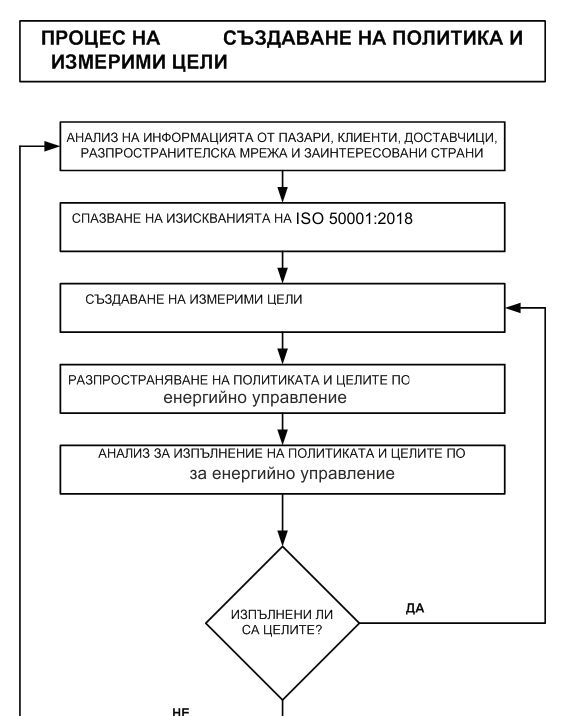 ПРОЦЕС НА СЪЗДАВАНЕ НА ПОЛИТИКА И
ИЗМЕРИМИ ЦЕЛИ
АНАЛИЗ НА ИНФОРМАЦИЯТА ОТ ПАЗАРИ, КЛИЕНТИ, ДОСТАВЧИЦИ,
РАЗПРОСТРАНИТЕЛСКА МРЕЖА И ЗАИНТЕРЕСОВАНИ СТРАНИ
СПАЗВАНЕ НА ИЗИСКВАНИЯТА НА ISO 50001:2018
СЪЗДАВАНЕ НА ИЗМЕРИМИ ЦЕЛИ
РАЗПРОСТРАНЯВАНЕ НА ПОЛИТИКАТА И ЦЕЛИТЕ ПО
енергийно управление
АНАЛИЗ ЗА ИЗПЪЛНЕНИЕ НА ПОЛИТИКАТА И ЦЕЛИТЕ ПО
за енергийно управление
ИЗПЪЛНЕНИ ЛИ
СА ЦЕЛИТЕ?
ДА
НЕ